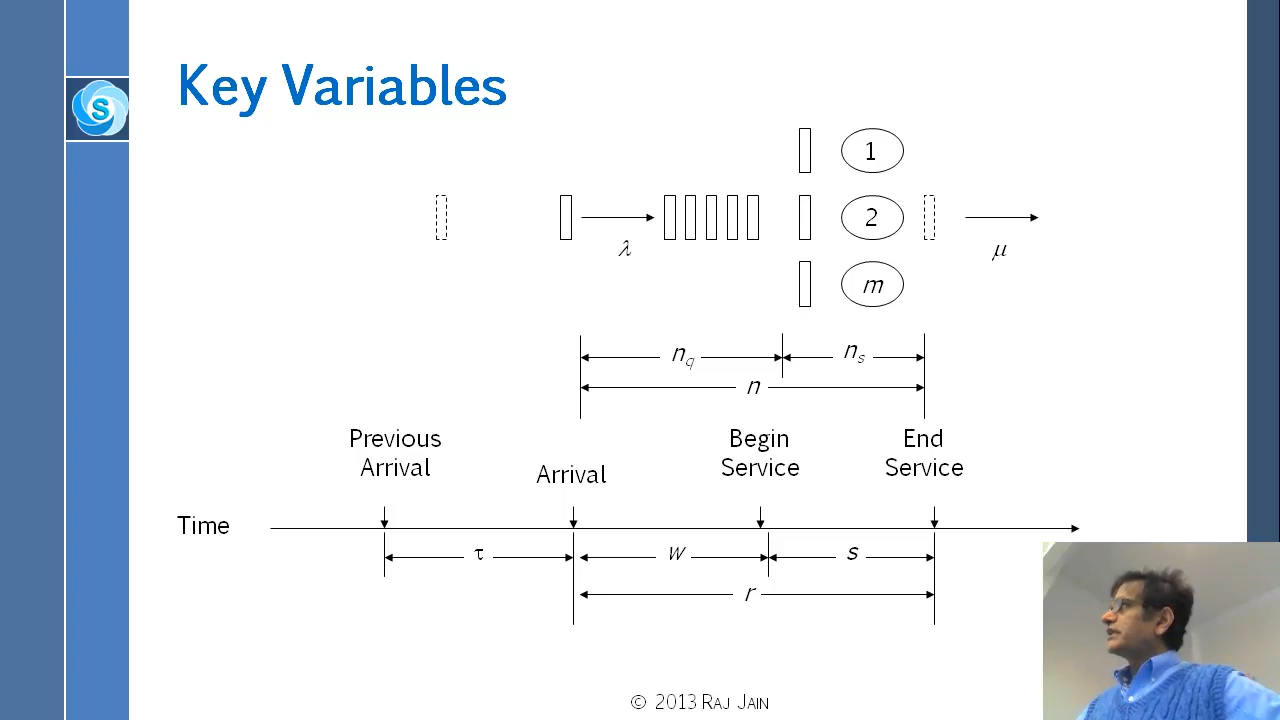 Key Variables
S
1
2
m
λ
μ
n_q
n_s
n
Previous
Arrival
Arrival
Begin
Service
End
Service
Time
τ
w
s
r
© 2013 RAJ JAIN